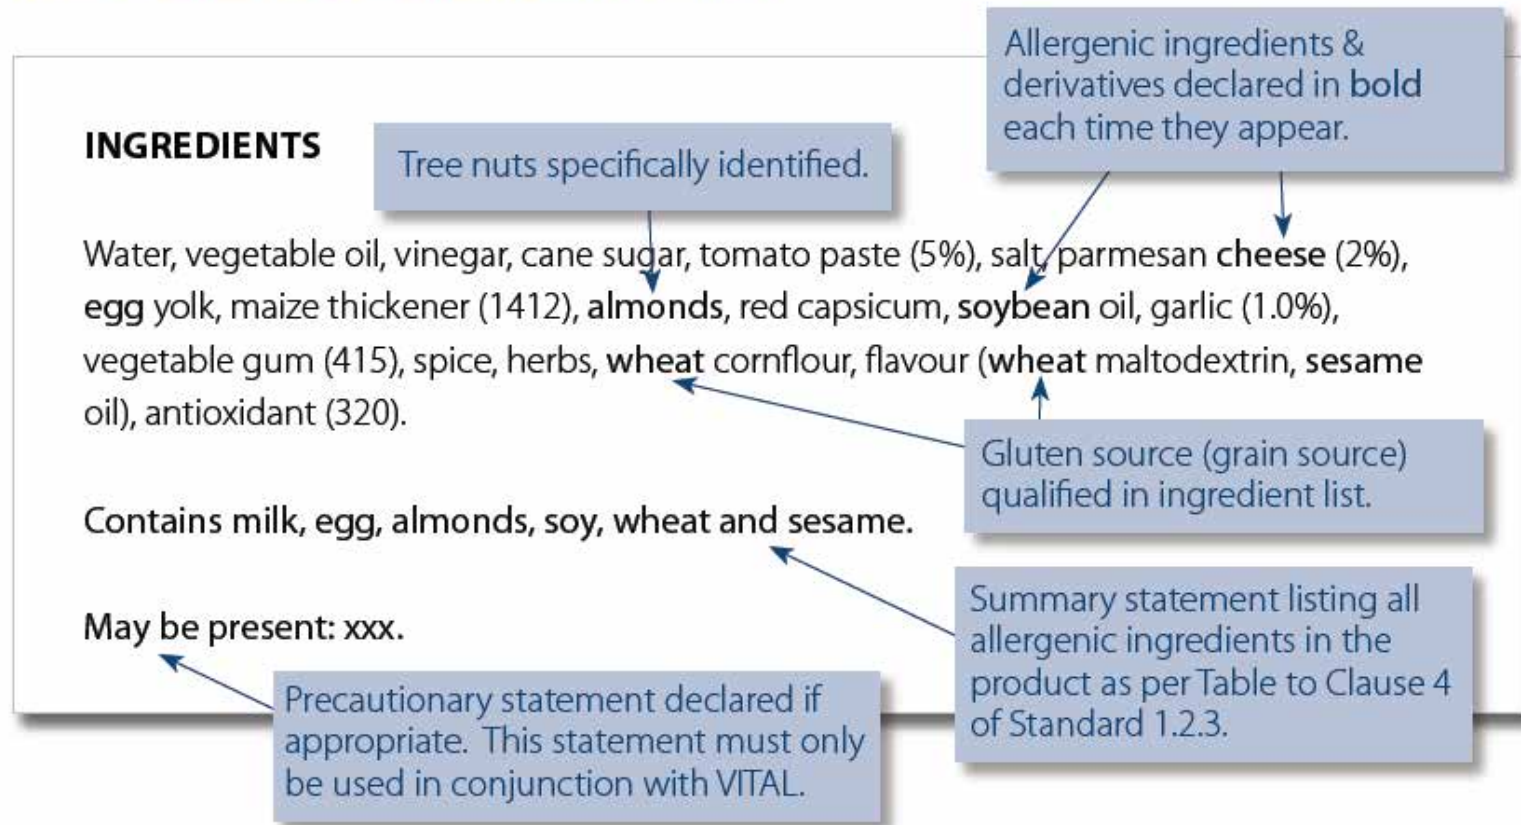 Allergenic ingredients &
derivatives declared in bold
each time they appear.
INGREDIENTS
Tree nuts specifically identified.
Water, vegetable oil, vinegar, cane sugar, tomato paste (5%), salt, parmesan cheese (2%),
egg yolk, maize thickener (1412), almonds, red capsicum, soybean oil, garlic (1.0%),
vegetable gum (415), spice, herbs, wheat cornflour, flavour (wheat maltodextrin, sesame
oil), antioxidant (320).
Gluten source (grain source)
qualified in ingredient list.
Contains milk, egg, almonds, soy, wheat and sesame.
Summary statement listing all
allergenic ingredients in the
product as per Table to Clause 4
of Standard 1.2.3.
May be present: xxx.
Precautionary statement declared if
appropriate. This statement must only
be used in conjunction with VITAL.